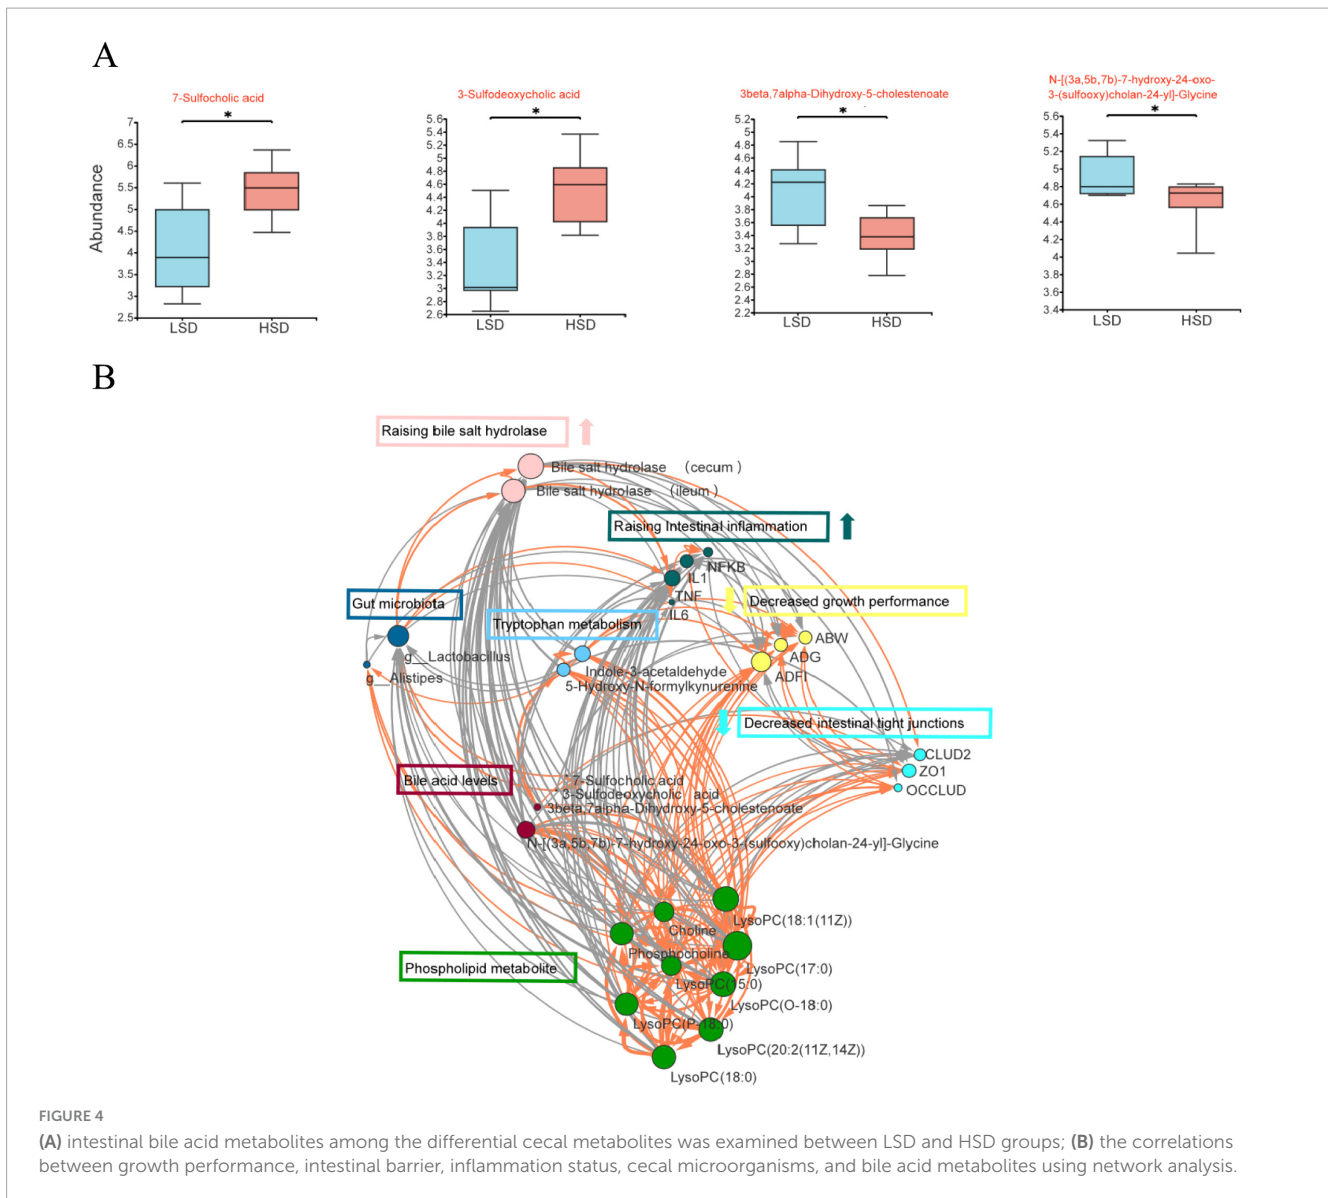 A
7-Sulfocholic acid
3-Sulfodeoxycholic acid
3beta,7alpha-Dihydroxy-5-cholestenoate
N-[(3a,5b,7b)-7-hydroxy-24-oxo-
3-(sulfooxy)cholan-24-yl]-Glycine
*
*
*
*
Abundance
7
6.5
6
5.5
5
4.5
4
3.5
3
2.5
LSD HSD
5.6
5.4
5.2
5
4.8
4.6
4.4
4.2
4
3.8
3.6
3.4
3.2
3
2.8
2.6
LSD HSD
5.2
5
4.8
4.6
4.4
4.2
4
3.8
3.6
3.4
3.2
3
2.8
2.6
2.4
2.2
LSD HSD
5.6
5.4
5.2
5
4.8
4.6
4.4
4.2
4
3.8
3.6
3.4
LSD HSD
B
Raising bile salt hydrolase
Bile salt hydrolase (cecum)
Bile salt hydrolase (ileum)
Raising Intestinal inflammation
NFKB
IL1
TNF
IL6
Decreased growth performance
Gut microbiota
Tryptophan metabolism
ABW
ADG
ADFI
g__Lactobacillus
g__Alistipes
Indole-3-acetaldehyde
5-Hydroxy-N-formylkynurenine
Decreased intestinal tight junctions
CLUD2
ZO1
OCCLUD
Bile acid levels
7-Sulfocholic acid
3-Sulfodeoxycholic acid
3beta,7alpha-Dihydroxy-5-cholestenoate
N-[(3a,5b,7b)-7-hydroxy-24-oxo-3-(sulfooxy)cholan-24-yl]-Glycine
LysoPC(18:1(11Z))
Choline
Phosphocholine
Phospholipid metabolite
LysoPC(17:0)
LysoPC(15:0)
LysoPC(O-18:0)
LysoPC(P-18:0)
LysoPC(20:2(11Z,14Z))
LysoPC(18:0)
FIGURE 4
(A) intestinal bile acid metabolites among the differential cecal metabolites was examined between LSD and HSD groups; (B) the correlations
between growth performance, intestinal barrier, inflammation status, cecal microorganisms, and bile acid metabolites using network analysis.